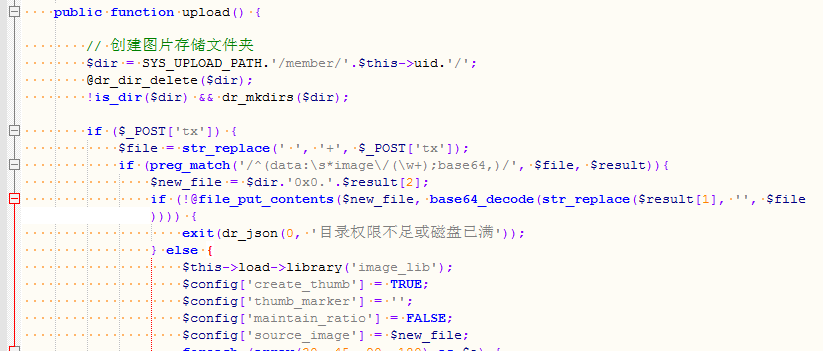 public function upload() {
// 创建图片存储文件夹
$dir = SYS_UPLOAD_PATH.'/member/'.$this->uid.'/';
@dr_dir_delete($dir);
!is_dir($dir) && dr_mkdirs($dir);
if ($_POST['tx']) {
$file = str_replace(' ', '+', $_POST['tx']);
if (preg_match('/^(data:\s*image\/(\w+);base64,)/', $file, $result)){
$new_file = $dir.'0x0.'.$result[2];
if (!@file_put_contents($new_file, base64_decode(str_replace($result[1], '', $file
)))) {
exit(dr_json(0, '目录权限不足或磁盘已满'));
} else {
$this->load->library('image_lib');
$config['create_thumb'] = TRUE;
$config['thumb_marker'] = '';
$config['maintain_ratio'] = FALSE;
$config['source_image'] = $new_file;